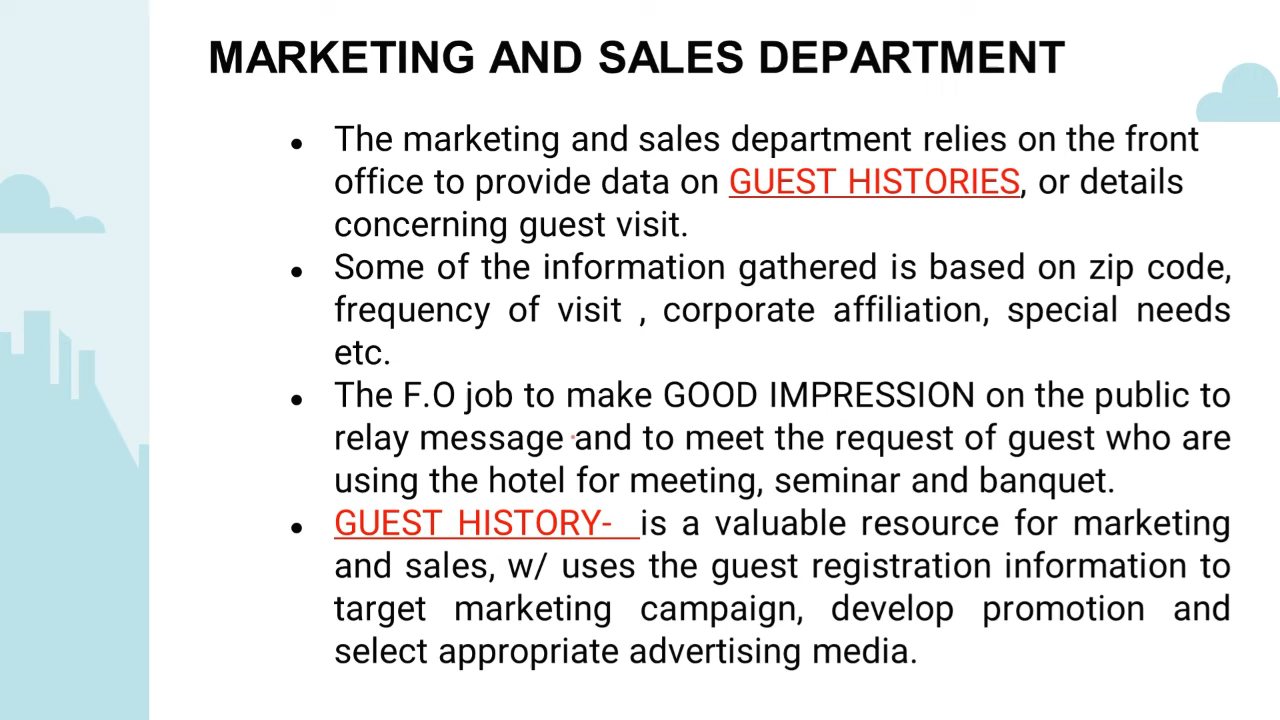 MARKETING AND SALES DEPARTMENT
● The marketing and sales department relies on the front
office to provide data on GUEST HISTORIES, or details
concerning guest visit.
● Some of the information gathered is based on zip code,
frequency of visit , corporate affiliation, special needs
etc.
● The F.O job to make GOOD IMPRESSION on the public to
relay message and to meet the request of guest who are
using the hotel for meeting, seminar and banquet.
● GUEST HISTORY- is a valuable resource for marketing
and sales, w/ uses the guest registration information to
target marketing campaign, develop promotion and
select appropriate advertising media.